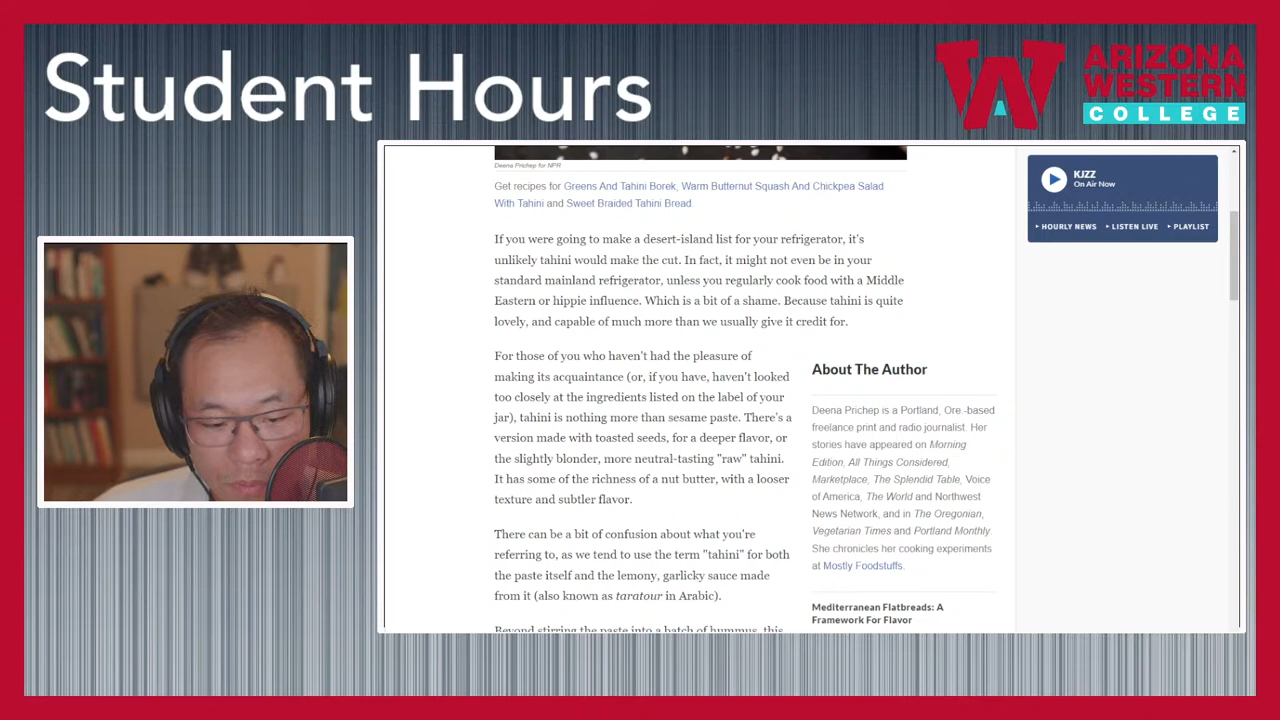 Student Hours
ARIZONA
WESTERN
COLLEGE
Deena Prichep for NPR
Get recipes for Greens And Tahini Borek, Warm Butternut Squash And Chickpea Salad
With Tahini and Sweet Braided Tahini Bread.
If you were going to make a desert-island list for your refrigerator, it's
unlikely tahini would make the cut. In fact, it might not even be in your
standard mainland refrigerator, unless you regularly cook food with a Middle
Eastern or hippie influence. Which is a bit of a shame. Because tahini is quite
lovely, and capable of much more than we usually give it credit for.
For those of you who haven't had the pleasure of
making its acquaintance (or, if you have, haven't looked
too closely at the ingredients listed on the label of your
jar), tahini is nothing more than sesame paste. There's a
version made with toasted seeds, for a deeper flavor, or
the slightly blonder, more neutral-tasting "raw" tahini.
It has some of the richness of a nut butter, with a looser
texture and subtler flavor.
There can be a bit of confusion about what you're
referring to, as we tend to use the term "tahini" for both
the paste itself and the lemony, garlicky sauce made
from it (also known as taratour in Arabic).
Beyond stirring the paste into a batch of hummus, this
About The Author
Deena Prichep is a Portland, Ore.-based
freelance print and radio journalist. Her
stories have appeared on Morning
Edition, All Things Considered,
Marketplace, The Splendid Table, Voice
of America, The World and Northwest
News Network, and in The Oregonian,
Vegetarian Times and Portland Monthly.
She chronicles her cooking experiments
at Mostly Foodstuffs.
Mediterranean Flatbreads: A
Framework For Flavor
KJZZ
On Air Now
HOURLY NEWS LISTEN LIVE PLAYLIST